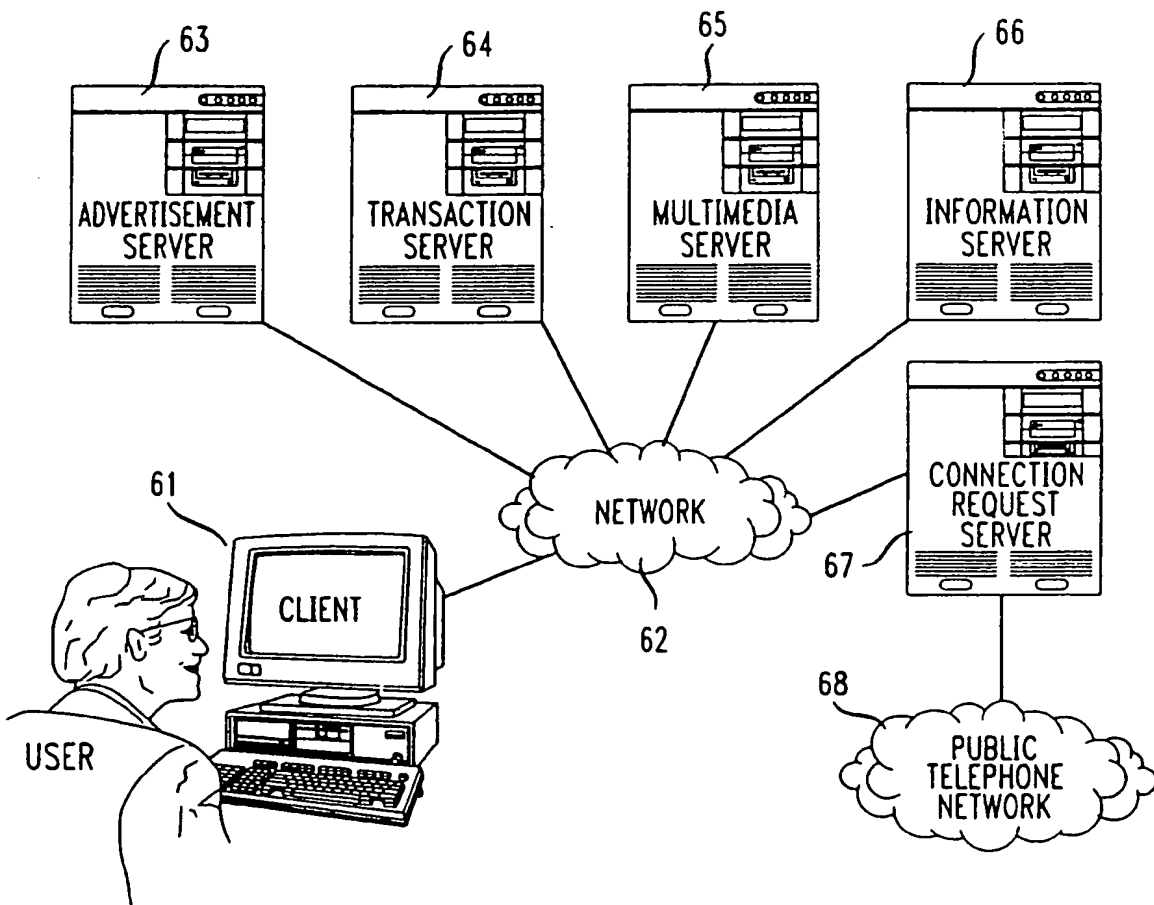 63
64
65
66
ADVERTISEMENT
SERVER
TRANSACTION
SERVER
MULTIMEDIA
SERVER
INFORMATION
SERVER
61
CLIENT
NETWORK
62
CONNECTION
REQUEST
SERVER
67
USER
68
PUBLIC
TELEPHONE
NETWORK